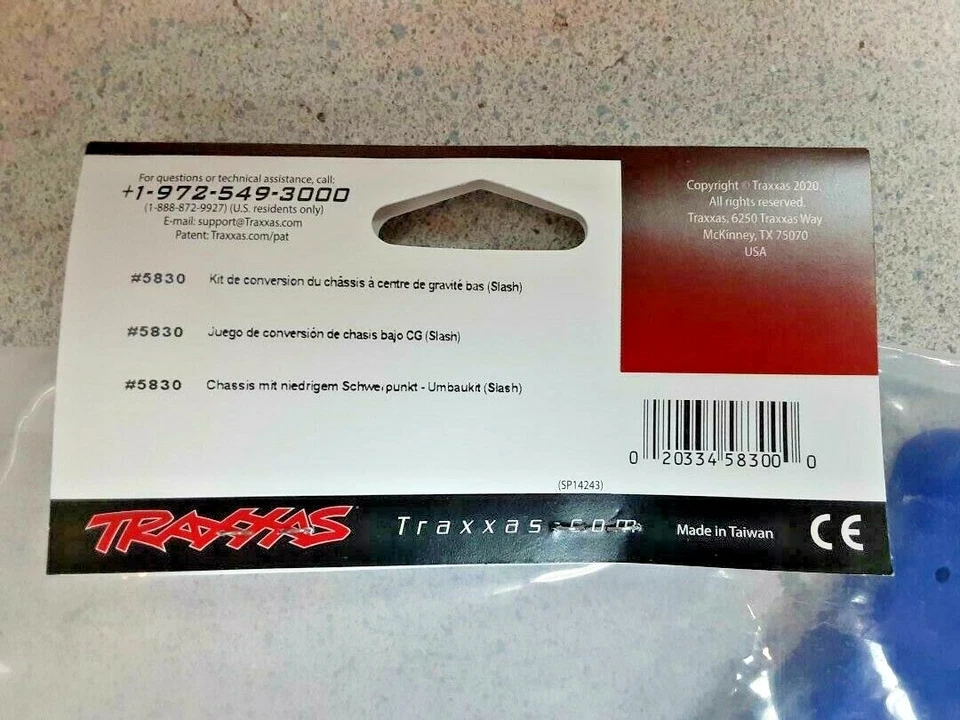 For questions or technical assistance, call:
+1-972-549-3000
(1-888-872-9927) (U.S. residents only)
E-mail: support@Traxxas.com
Patent: Traxxas.com/pat
Copyright © Traxxas 2020.
All rights reserved.
Traxxas, 6250 Traxxas Way
McKinney, TX 75070
USA
#5830 Kit de conversion du châssis à centre de gravité bas (Slash)
#5830 Juego de conversión de chasis bajo CG (Slash)
#5830 Chassis mit niedrigem Schwerpunkt - Umbaukit (Slash)
0 20334 58300 0
(SP14243)
TRAXXAS Traxxas.com Made in Taiwan CE